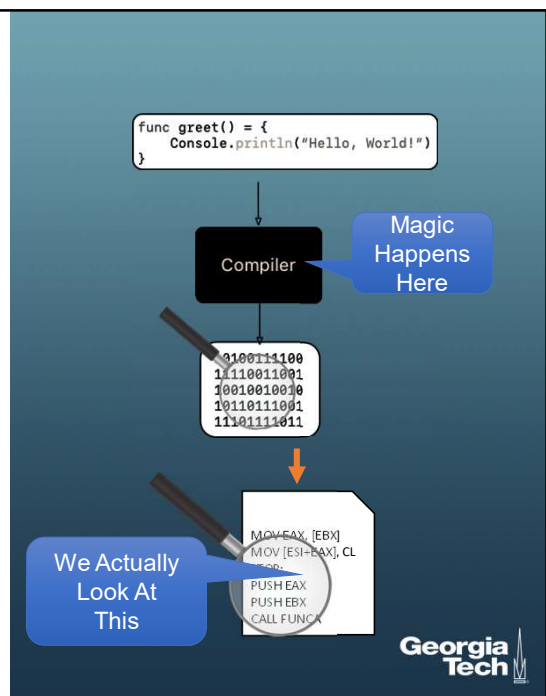 func greet() = {
Console.println("Hello, World!")
}
Compiler
Magic
Happens
Here
10100111100
11110011001
10010010010
10110111001
11101111011
MOV EAX, [EBX]
MOV [ESI+EAX], CL
PUSH EAX
PUSH EBX
CALL FUNCA
We Actually
Look At
This
Georgia
Tech